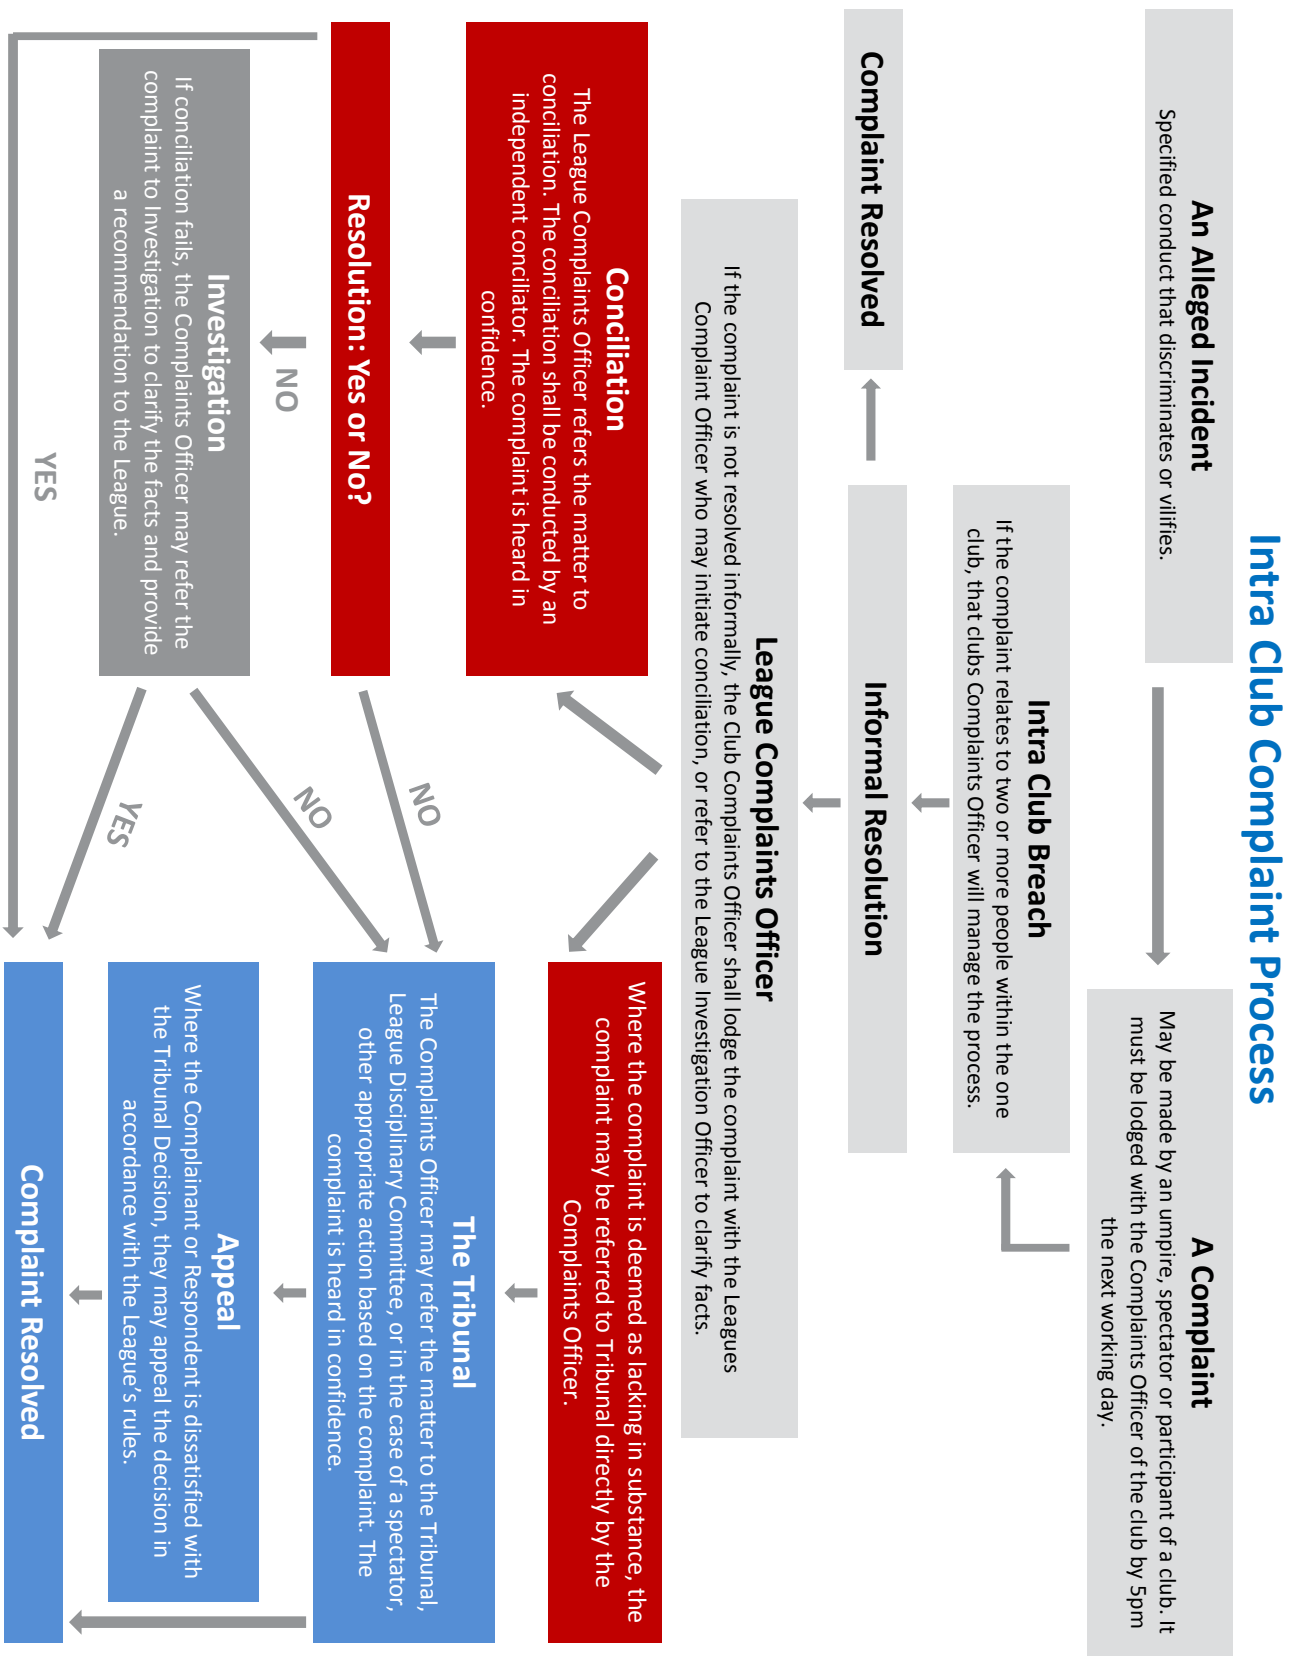 Intra Club Complaint Process
An Alleged Incident
Specified conduct that discriminates or vilifies.
A Complaint
May be made by an umpire, spectator or participant of a club. It
must be lodged with the Complaints Officer of the club by 5pm
the next working day.
Intra Club Breach
If the complaint relates to two or more people within the one
club, that clubs Complaints Officer will manage the process.
Complaint Resolved
Informal Resolution
League Complaints Officer
If the complaint is not resolved informally, the Club Complaints Officer shall lodge the complaint with the Leagues
Complaint Officer who may initiate conciliation, or refer to the League Investigation Officer to clarify facts.
Conciliation
The League Complaints Officer refers the matter to
conciliation. The conciliation shall be conducted by an
independent conciliator. The complaint is heard in
confidence.
Where the complaint is deemed as lacking in substance, the
complaint may be referred to Tribunal directly by the
Complaints Officer.
Resolution: Yes or No?
NO
NO
The Tribunal
The Complaints Officer may refer the matter to the Tribunal,
League Disciplinary Committee, or in the case of a spectator,
other appropriate action based on the complaint. The
complaint is heard in confidence.
Investigation
If conciliation fails, the Complaints Officer may refer the
complaint to Investigation to clarify the facts and provide
a recommendation to the League.
NO
YES
Appeal
Where the Complainant or Respondent is dissatisfied with
the Tribunal Decision, they may appeal the decision in
accordance with the League’s rules.
YES
Complaint Resolved